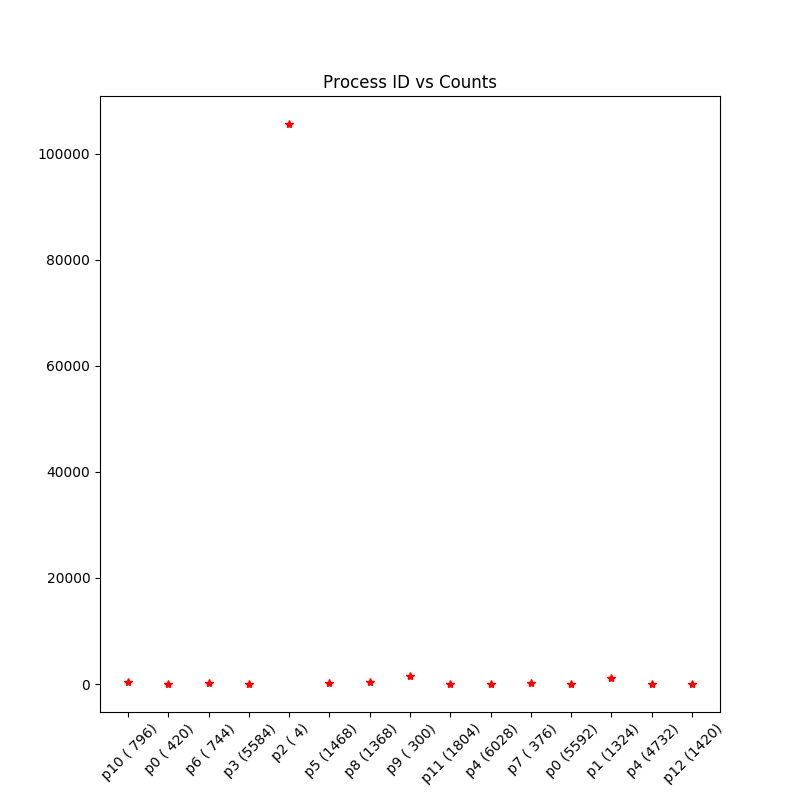 Process ID vs Counts
100000
80000
60000
40000
20000
0
p10 ( 796)
p0 ( 420)
p6 ( 744)
p3 (5584)
p2 ( 4)
p5 (1468)
p8 (1368)
p9 ( 300)
p11 (1804)
p4 (6028)
p7 ( 376)
p0 (5592)
p1 (1324)
p4 (4732)
p12 (1420)